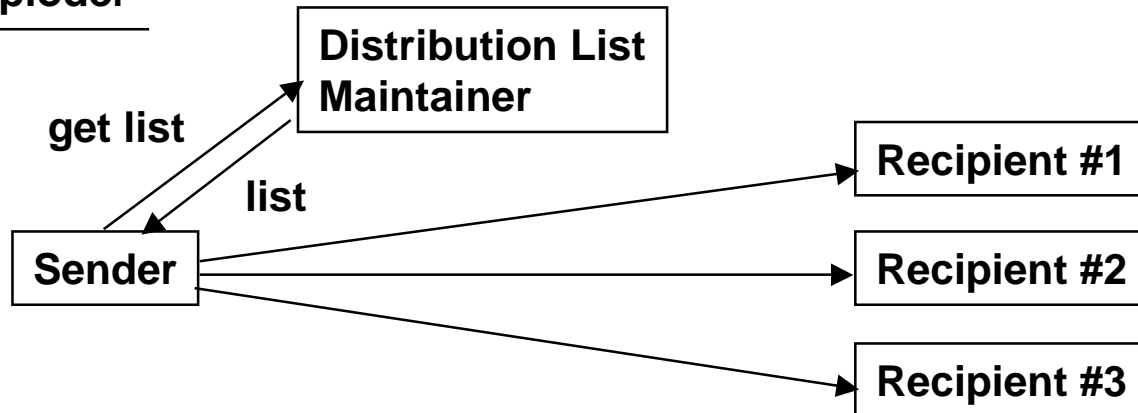 Distribution List
Maintainer
get list
list
Recipient #1
Sender
Recipient #2
Recipient #3